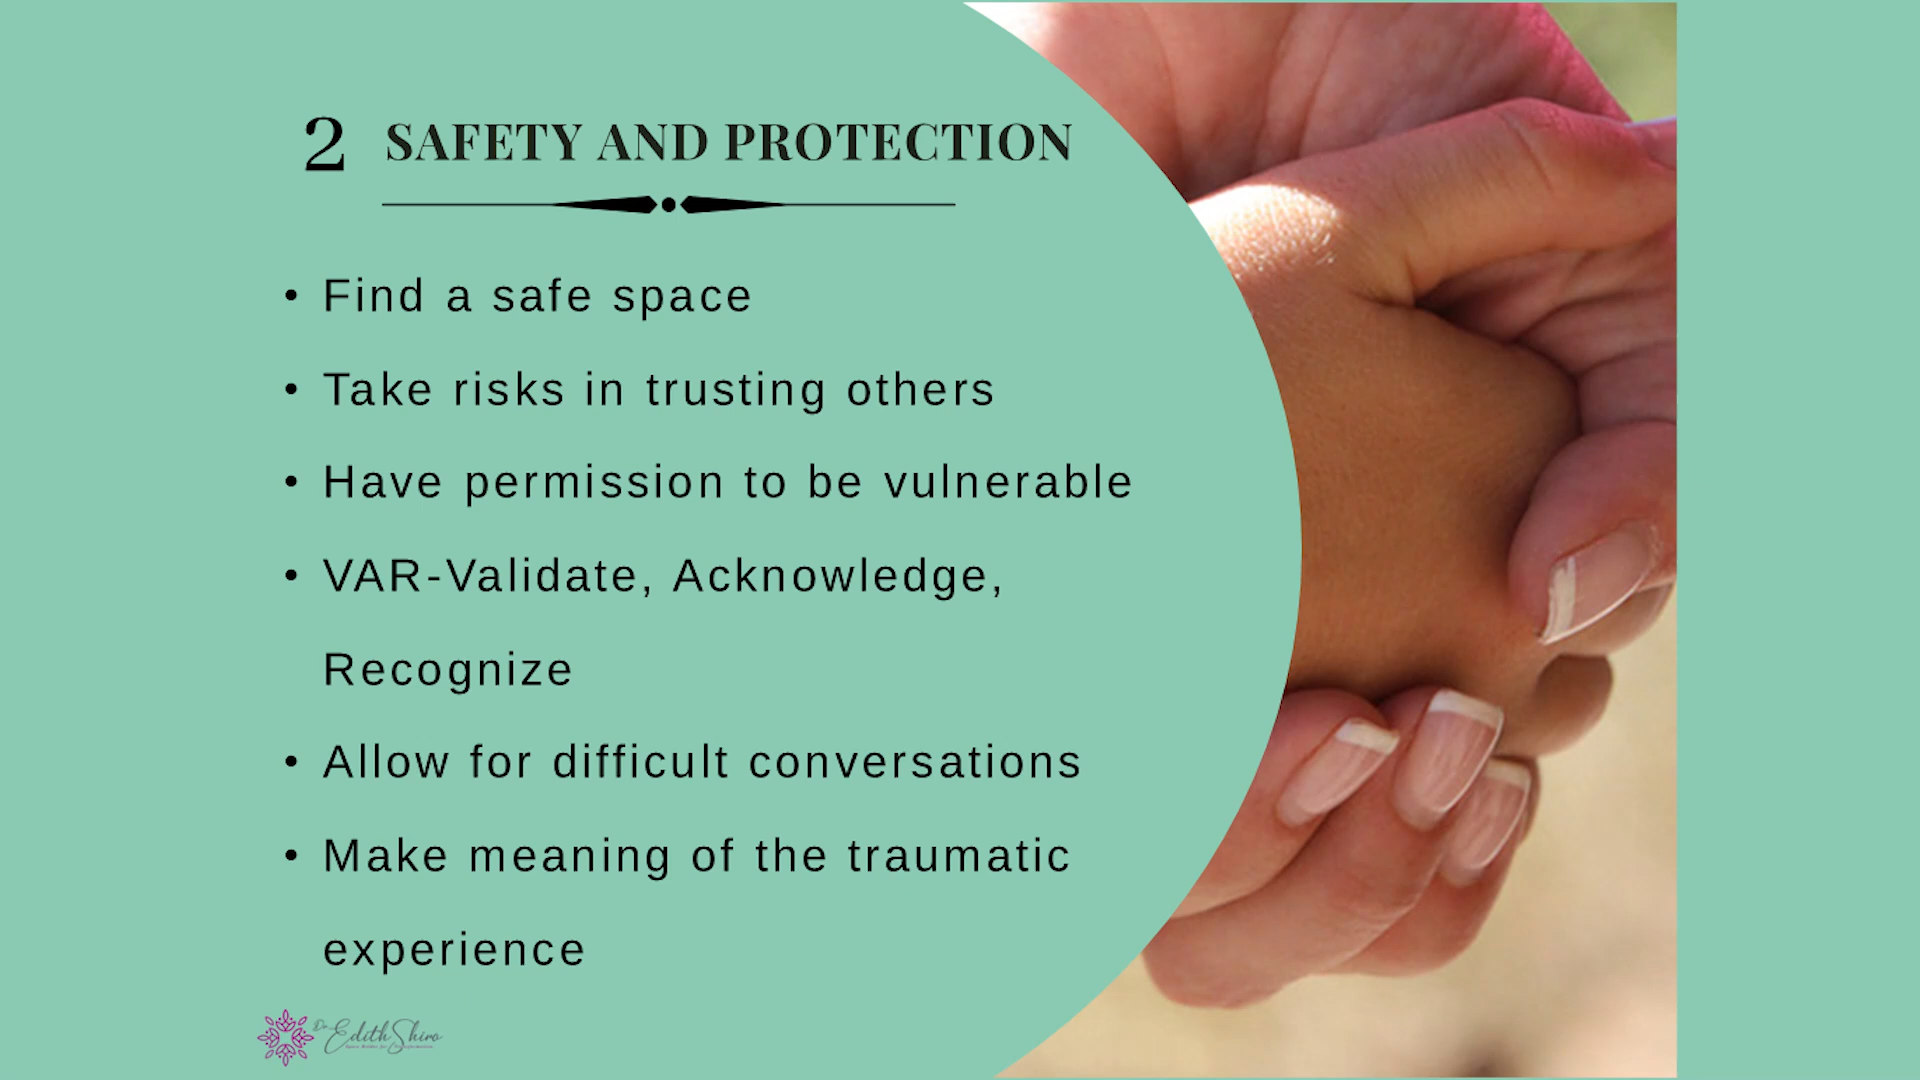 2 SAFETY AND PROTECTION
• Find a safe space
• Take risks in trusting others
• Have permission to be vulnerable
• VAR-Validate, Acknowledge,
Recognize
• Allow for difficult conversations
• Make meaning of the traumatic
experience
Dr. Edith Shiro